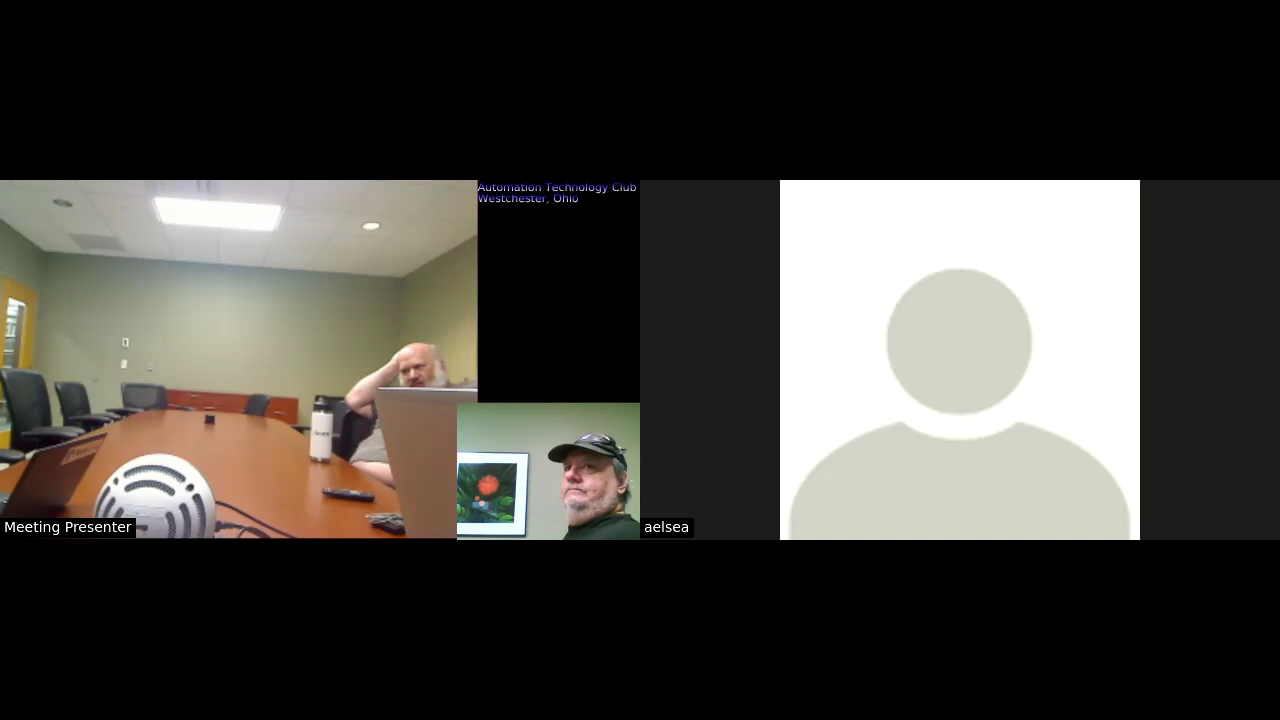 Automation Technology Club
Westchester, Ohio
Meeting Presenter
aelsea